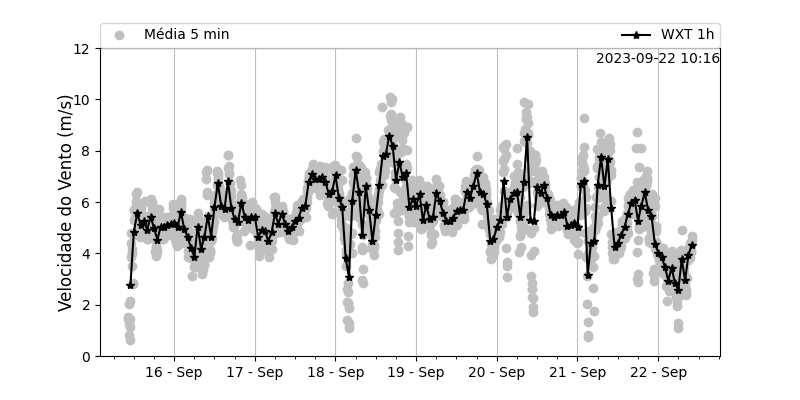 Média 5 min
WXT 1h
2023-09-22 10:16
Velocidade do Vento (m/s)
12
10
8
6
4
2
0
16 - Sep
17 - Sep
18 - Sep
19 - Sep
20 - Sep
21 - Sep
22 - Sep